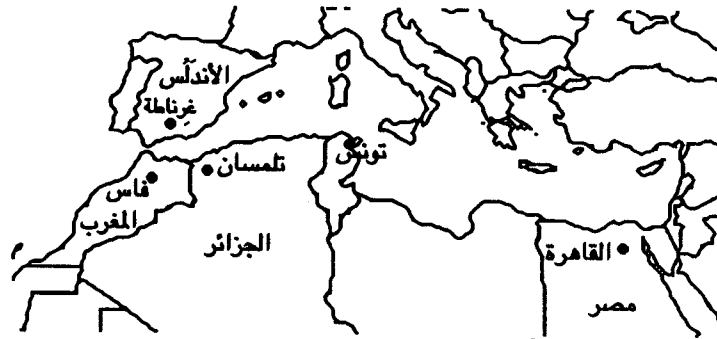 الأندلس
غرناطة
تونس
تلمسان
فاس
المغرب
الجزائر
القاهرة
مصر